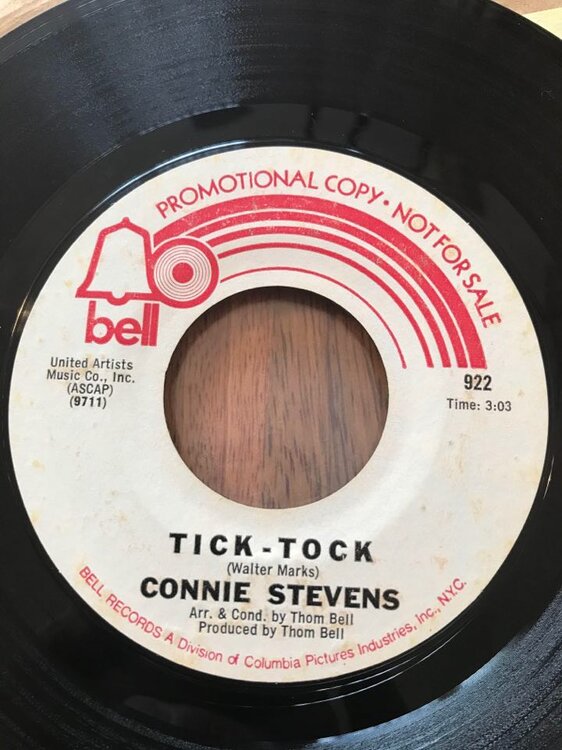 PROMOTIONAL COPY • NOT FOR SALE
bell
United Artists
Music Co., Inc.
(ASCAP)
(9711)
922
Time: 3:03
TICK-TOCK
(Walter Marks)
CONNIE STEVENS
Arr. & Cond. by Thom Bell
Produced by Thom Bell
BELL RECORDS A Division of Columbia Pictures Industries, Inc., N.Y.C.